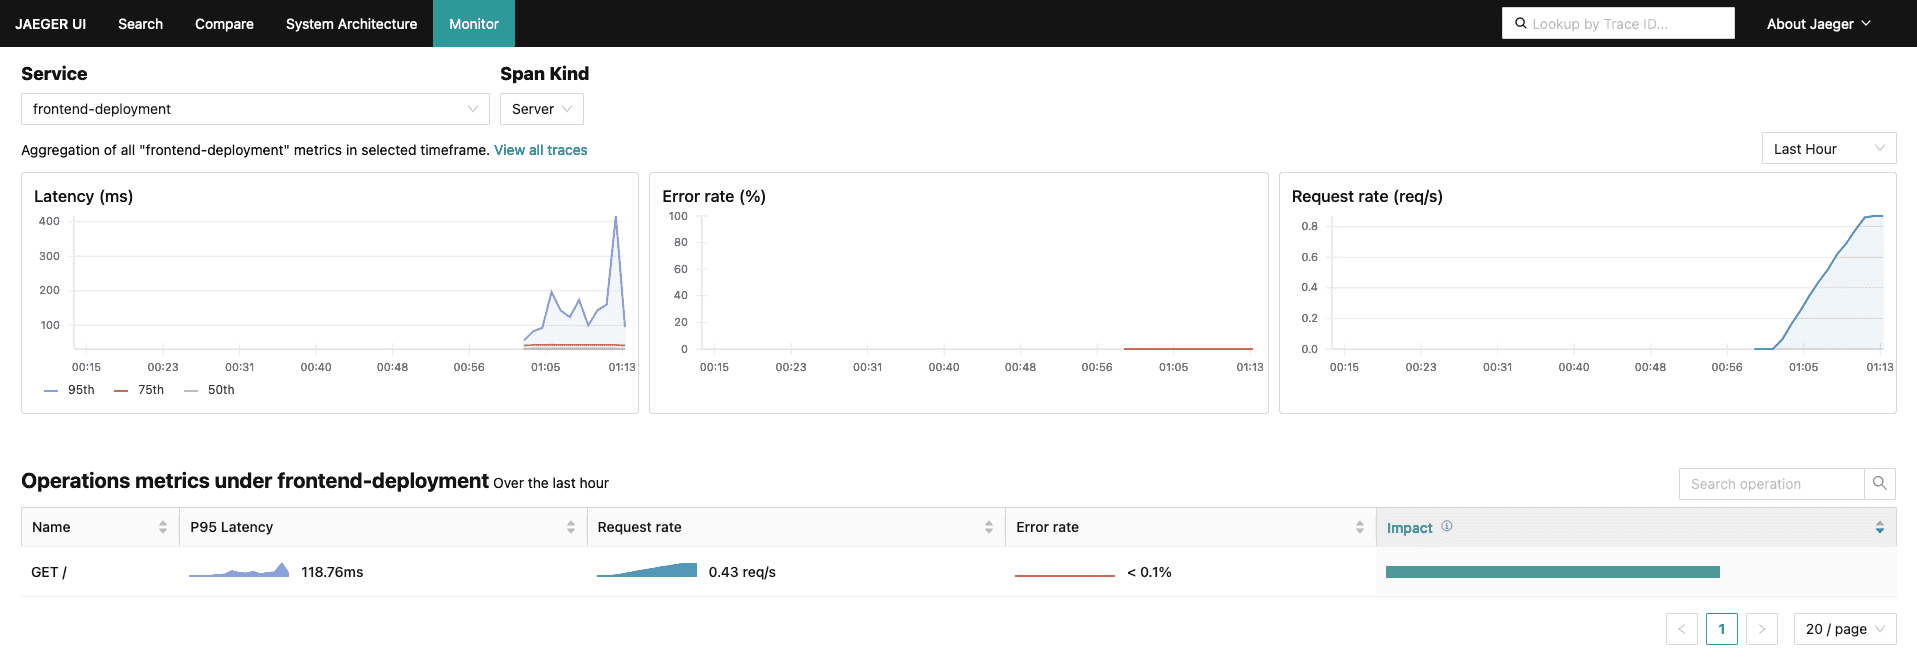 JAEGER UI Search Compare System Architecture Monitor Lookup by Trace ID... About Jaeger
Service Span Kind
frontend-deployment Server
Aggregation of all "frontend-deployment" metrics in selected timeframe. View all traces Last Hour
Latency (ms)
400
300
200
100
00:15 00:23 00:31 00:40 00:48 00:56 01:05 01:13
95th 75th 50th
Error rate (%)
100
80
60
40
20
0
00:15 00:23 00:31 00:40 00:48 00:56 01:05 01:13
Request rate (req/s)
0.8
0.6
0.4
0.2
0.0
00:15 00:23 00:31 00:40 00:48 00:56 01:05 01:13
Operations metrics under frontend-deployment Over the last hour Search operation
Name P95 Latency Request rate Error rate Impact
GET / 118.76ms 0.43 req/s < 0.1%
< 1 > 20 / page